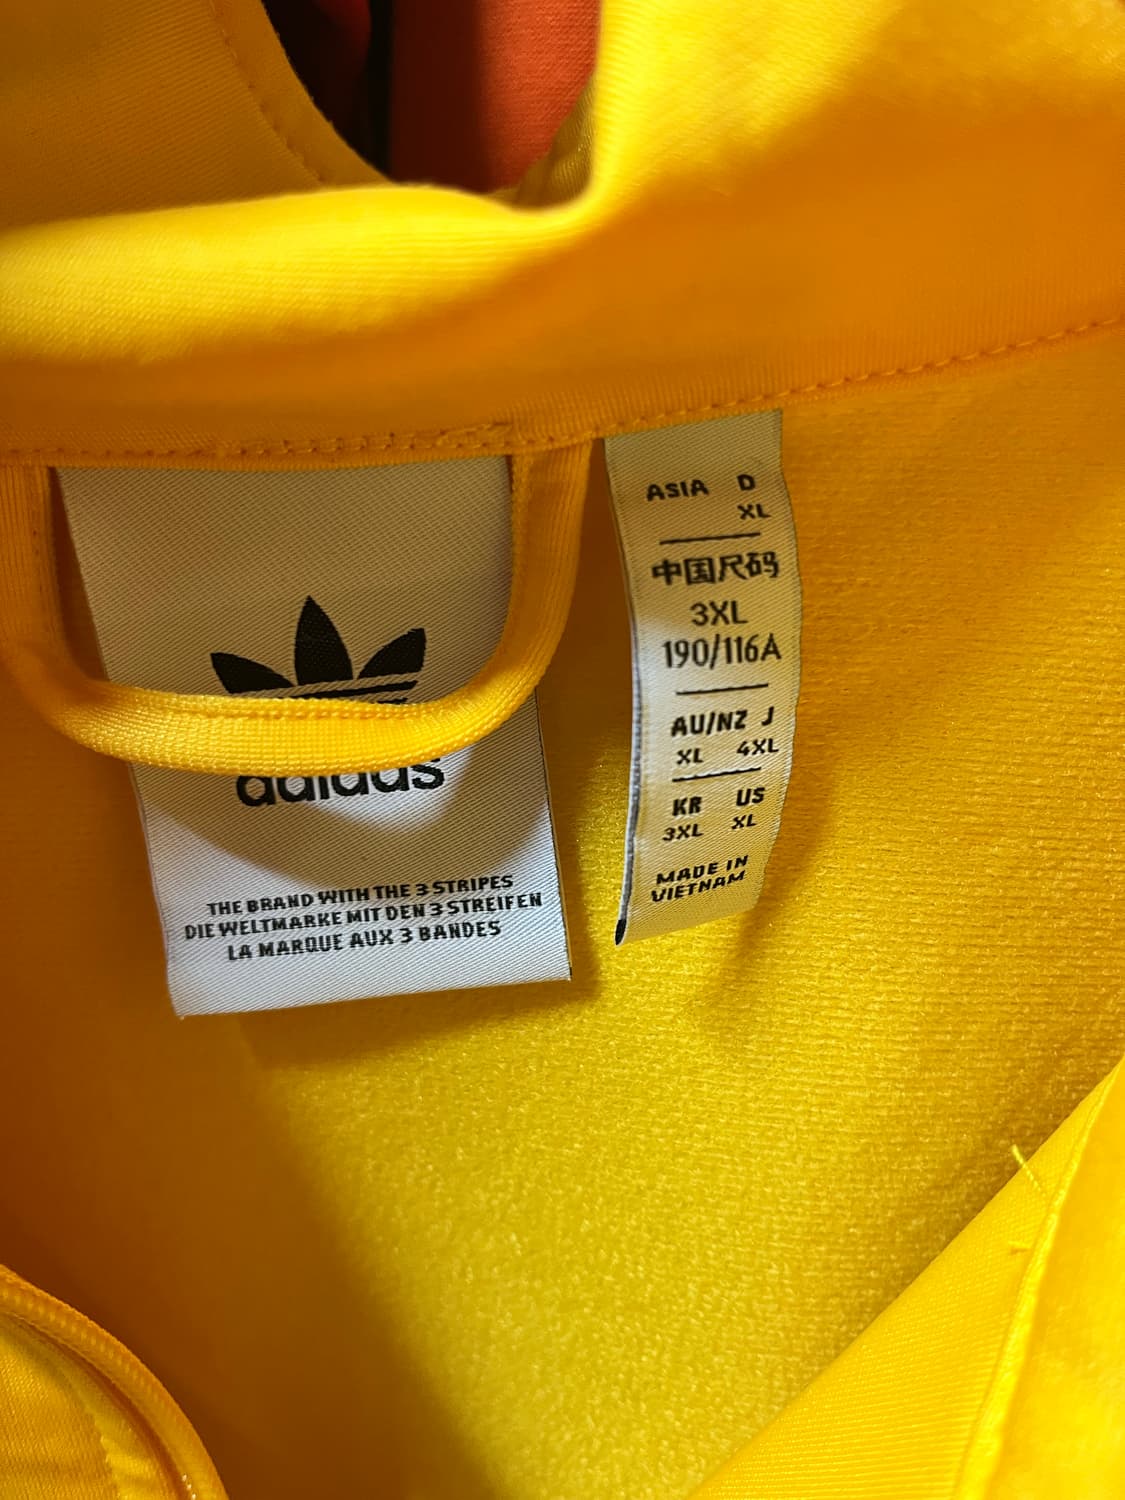 adidas
THE BRAND WITH THE 3 STRIPES
DIE WELTMARKE MIT DEN 3 STREIFEN
LA MARQUE AUX 3 BANDES
ASIA D
XL
中国尺码
3XL
190/116A
AU/NZ J
XL 4XL
KR US
3XL XL
MADE IN
VIETNAM